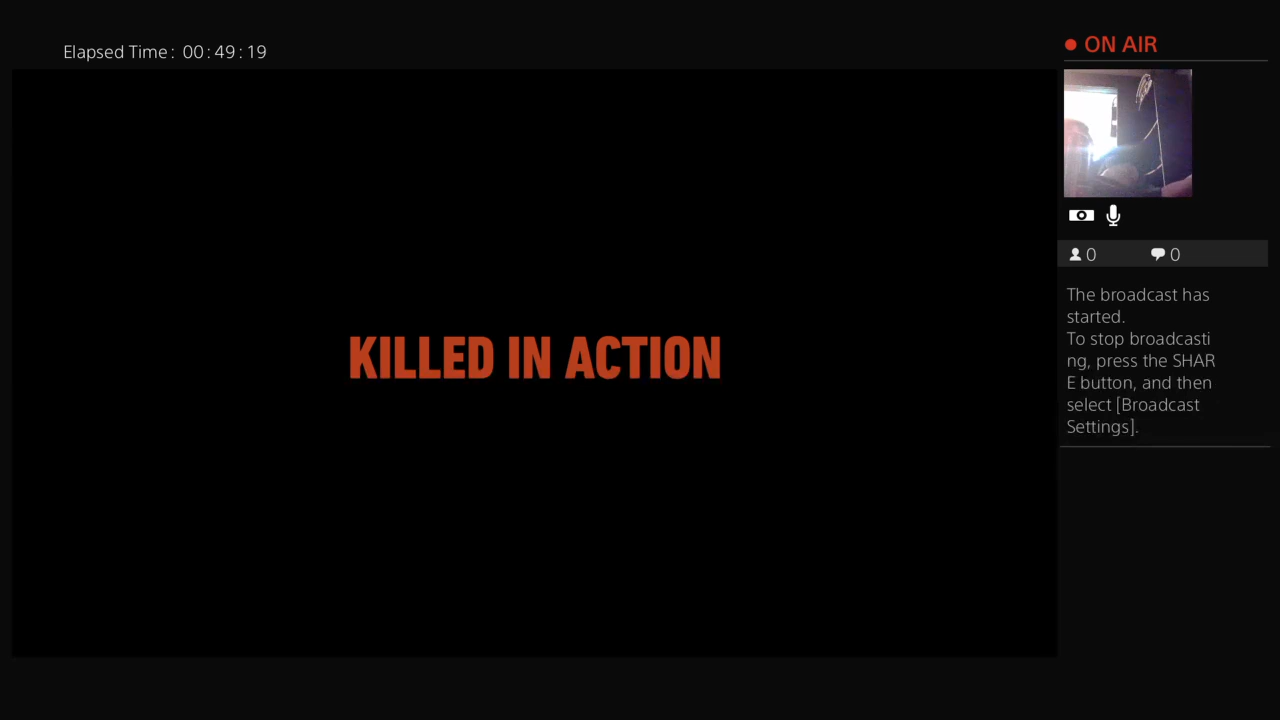 Elapsed Time: 00:49:19
ON AIR
0 0
KILLED IN ACTION
The broadcast has
started.
To stop broadcasti
ng, press the SHAR
E button, and then
select [Broadcast
Settings].